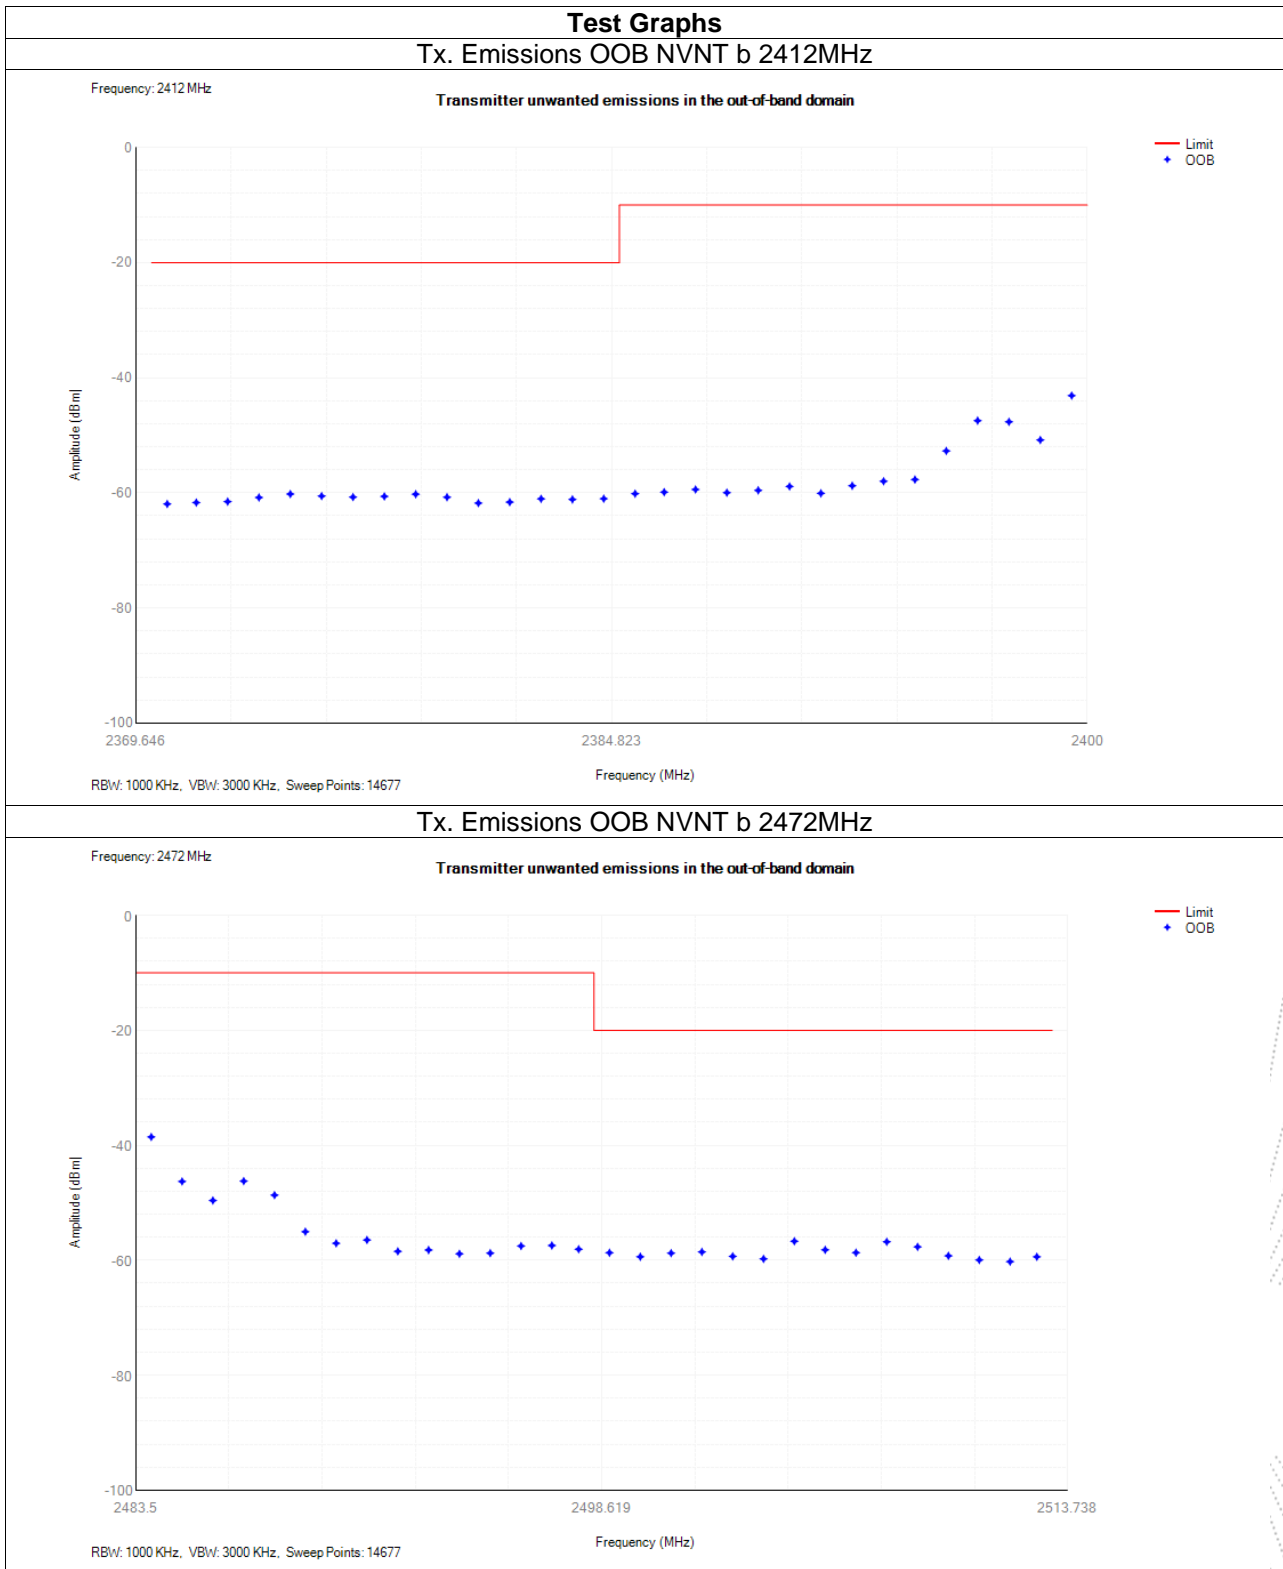 Test Graphs
Tx. Emissions OOB NVNT b 2412MHz
Frequency: 2412 MHz
Transmitter unwanted emissions in the out-of-band domain
Limit
OOB
0
-20
-40
-60
-80
-100
Amplitude (dBm)
2369.646
2384.823
2400
Frequency (MHz)
RBW: 1000 KHz, VBW: 3000 KHz, Sweep Points: 14677
Tx. Emissions OOB NVNT b 2472MHz
Frequency: 2472 MHz
Transmitter unwanted emissions in the out-of-band domain
Limit
OOB
0
-20
-40
-60
-80
-100
Amplitude (dBm)
2483.5
2498.619
2513.738
Frequency (MHz)
RBW: 1000 KHz, VBW: 3000 KHz, Sweep Points: 14677